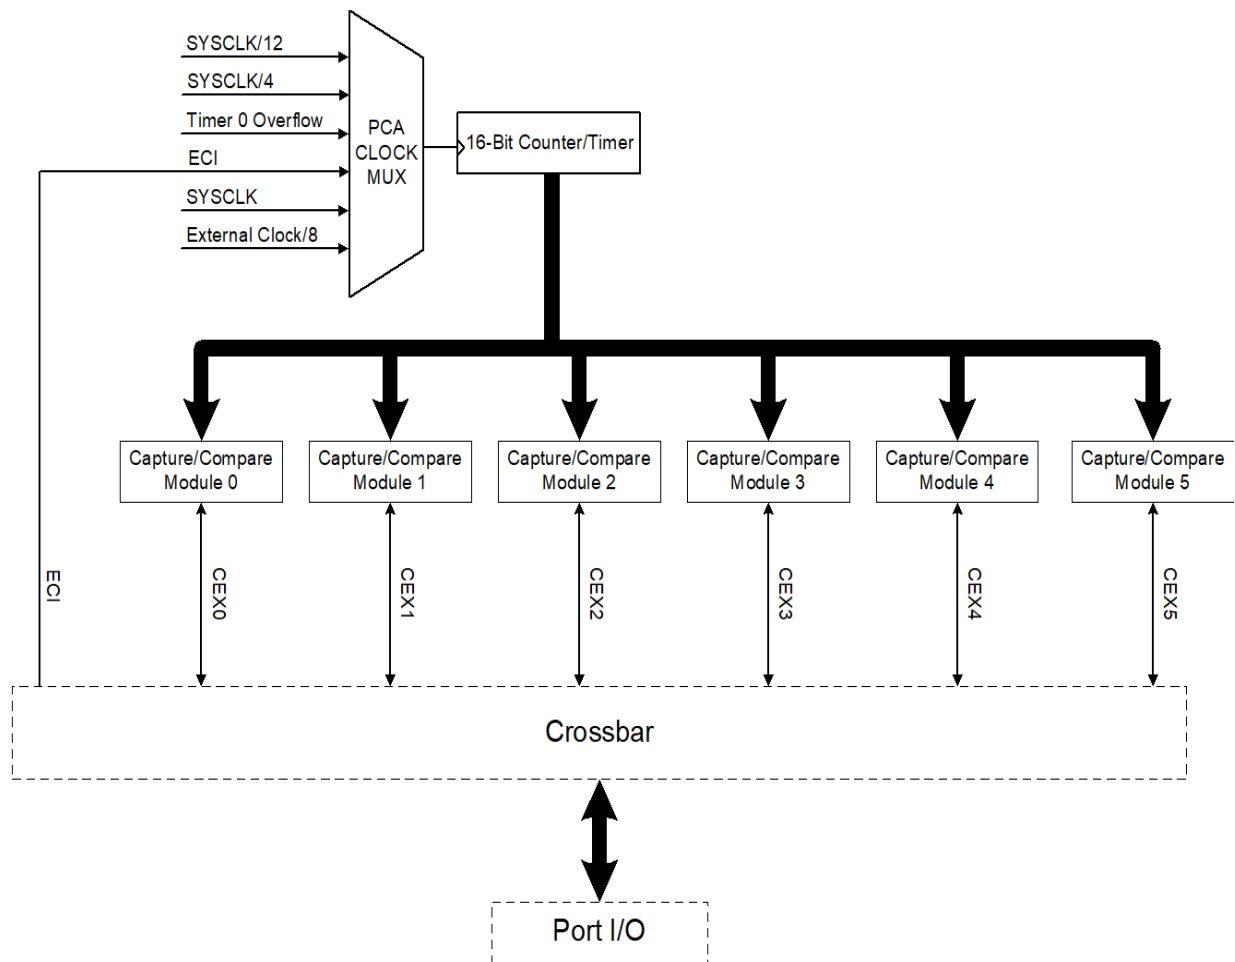 SYSCLK/12
SYSCLK/4
Timer 0 Overflow
ECI
SYSCLK
External Clock/8
PCA
CLOCK
MUX
16-Bit Counter/Timer
Capture/Compare
Module 0
Capture/Compare
Module 1
Capture/Compare
Module 2
Capture/Compare
Module 3
Capture/Compare
Module 4
Capture/Compare
Module 5
ECI
CEX0
CEX1
CEX2
CEX3
CEX4
CEX5
Crossbar
Port I/O